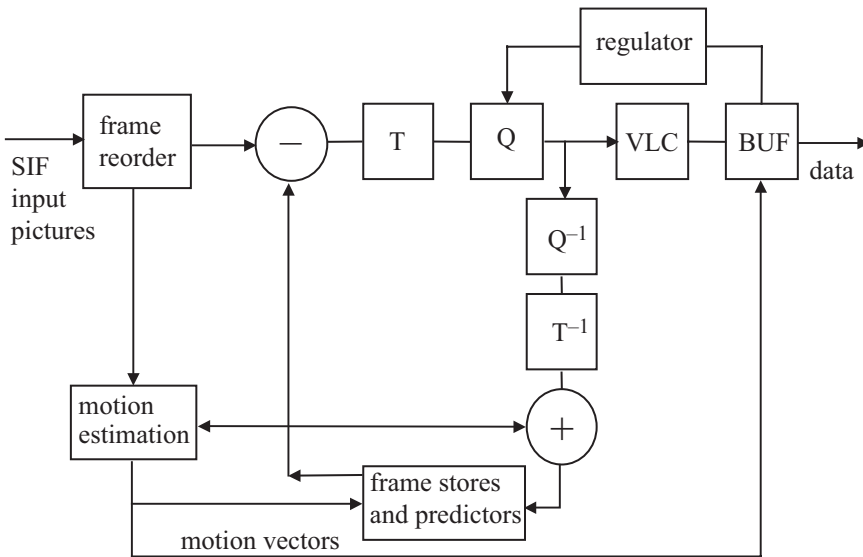 regulator
frame
reorder
−
T
Q
VLC
BUF
SIF
input
pictures
data
Q⁻¹
T⁻¹
motion
estimation
+
frame stores
and predictors
motion vectors